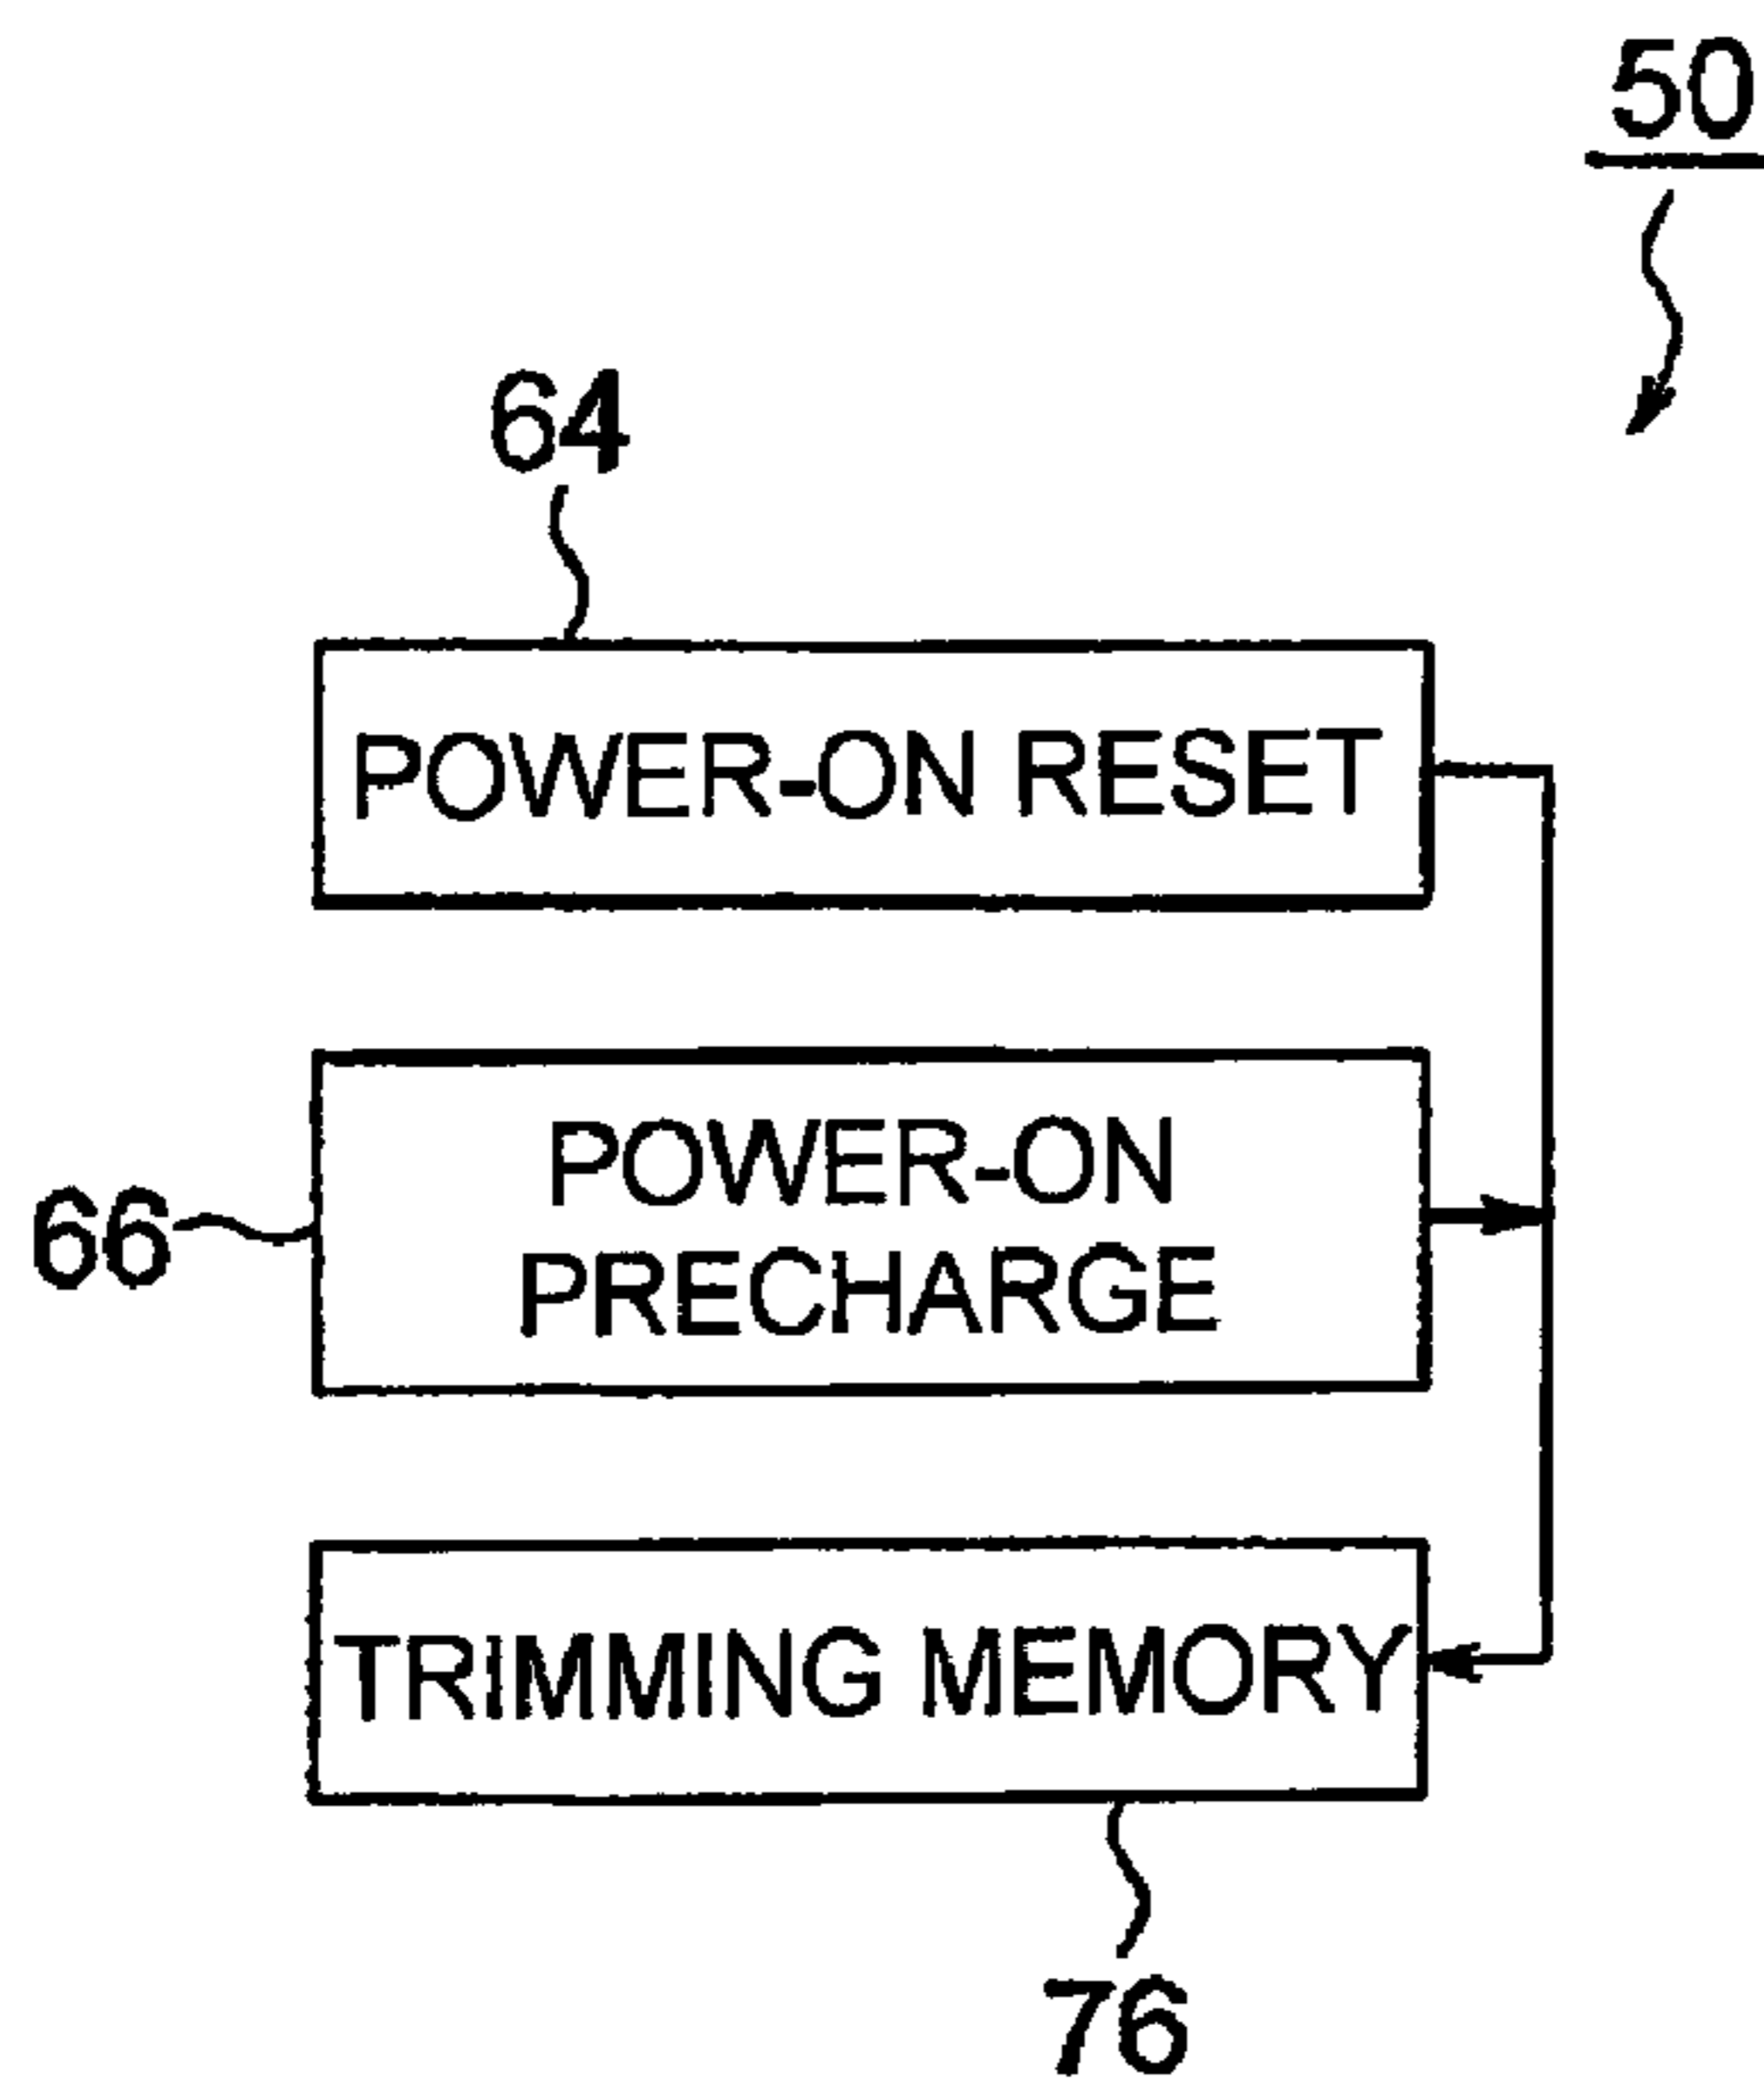 50
64
POWER-ON RESET
POWER-ON
66
PRECHARGE
TRIMMING MEMORY
76